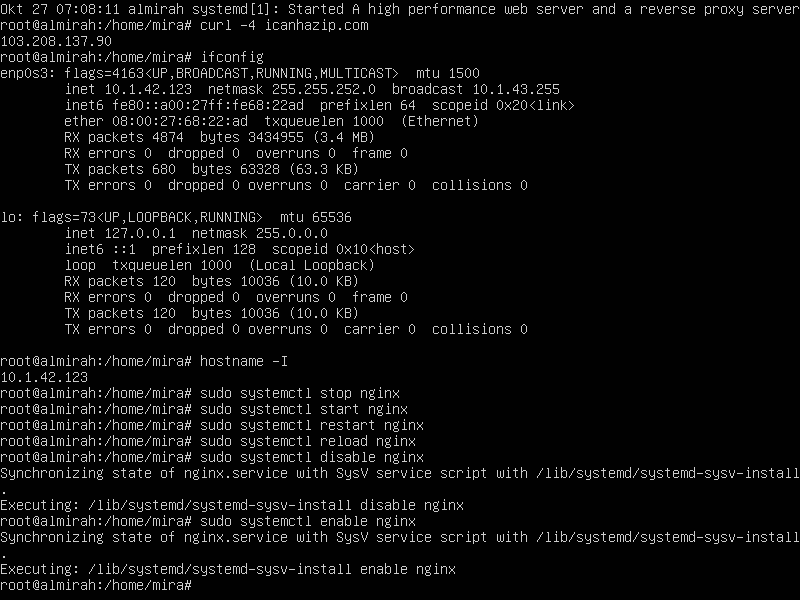 Okt 27 07:08:11 almirah systemd[1]: Started A high performance web server and a reverse proxy server
root@almirah:/home/mira# curl -4 icanhazip.com
103.208.137.90
root@almirah:/home/mira# ifconfig
enp0s3: flags=4163<UP,BROADCAST,RUNNING,MULTICAST>  mtu 1500
        inet 10.1.42.123  netmask 255.255.252.0  broadcast 10.1.43.255
        inet6 fe80::a00:27ff:fe68:22ad  prefixlen 64  scopeid 0x20<link>
        ether 08:00:27:68:22:ad  txqueuelen 1000  (Ethernet)
        RX packets 4874  bytes 3434955 (3.4 MB)
        RX errors 0  dropped 0  overruns 0  frame 0
        TX packets 680  bytes 63328 (63.3 KB)
        TX errors 0  dropped 0 overruns 0  carrier 0  collisions 0

lo: flags=73<UP,LOOPBACK,RUNNING>  mtu 65536
        inet 127.0.0.1  netmask 255.0.0.0
        inet6 ::1  prefixlen 128  scopeid 0x10<host>
        loop  txqueuelen 1000  (Local Loopback)
        RX packets 120  bytes 10036 (10.0 KB)
        RX errors 0  dropped 0  overruns 0  frame 0
        TX packets 120  bytes 10036 (10.0 KB)
        TX errors 0  dropped 0 overruns 0  carrier 0  collisions 0

root@almirah:/home/mira# hostname -I
10.1.42.123
root@almirah:/home/mira# sudo systemctl stop nginx
root@almirah:/home/mira# sudo systemctl start nginx
root@almirah:/home/mira# sudo systemctl restart nginx
root@almirah:/home/mira# sudo systemctl reload nginx
root@almirah:/home/mira# sudo systemctl disable nginx
Synchronizing state of nginx.service with SysV service script with /lib/systemd/systemd-sysv-install
.
Executing: /lib/systemd/systemd-sysv-install disable nginx
root@almirah:/home/mira# sudo systemctl enable nginx
Synchronizing state of nginx.service with SysV service script with /lib/systemd/systemd-sysv-install
.
Executing: /lib/systemd/systemd-sysv-install enable nginx
root@almirah:/home/mira#